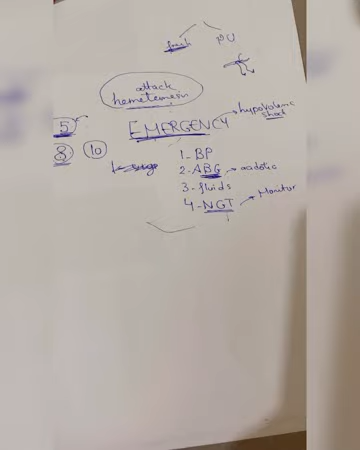 PU
attack
hematemesis
hypovolemic
shock
EMERGENCY
5
8 10
1- BP
2- ABG → acidotic
3- fluids
4- NGT → Monitor